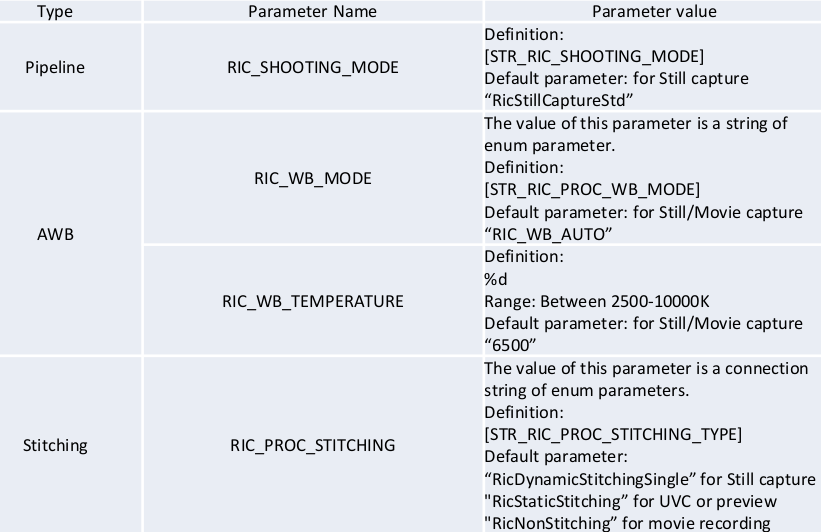 Type Parameter Name Parameter value
Pipeline RIC_SHOOTING_MODE
Definition:
[STR_RIC_SHOOTING_MODE]
Default parameter: for Still capture
“RicStillCaptureStd”
AWB
RIC_WB_MODE
The value of this parameter is a string of
enum parameter.
Definition:
[STR_RIC_PROC_WB_MODE]
Default parameter: for Still/Movie capture
“RIC_WB_AUTO”
RIC_WB_TEMPERATURE
Definition:
%d
Range: Between 2500-10000K
Default parameter: for Still/Movie capture
“6500”
Stitching RIC_PROC_STITCHING
The value of this parameter is a connection
string of enum parameters.
Definition:
[STR_RIC_PROC_STITCHING_TYPE]
Default parameter:
“RicDynamicStitchingSingle” for Still capture
"RicStaticStitching” for UVC or preview
"RicNonStitching” for movie recording